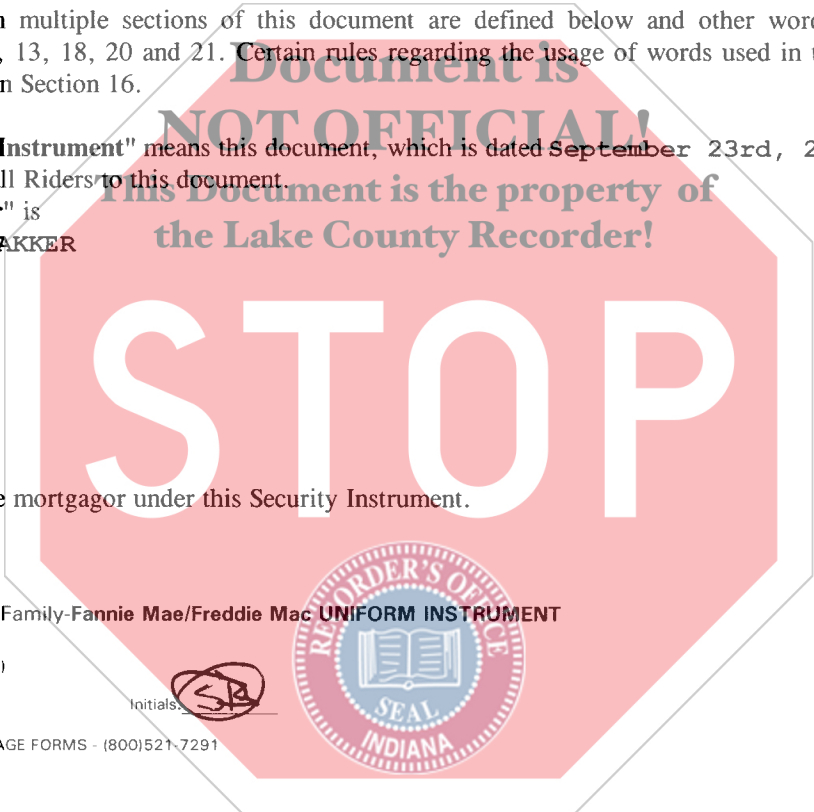 multiple sections of this document are defined below and other
, 13, 18, 20 and 21. Certain rules regarding the usage of words used in
n Section 16.
Document is
NOT OFFICIAL!
Instrument" means this document, which is dated September 23rd, 2
ll Riders to this document.
This Document is the property of
" is
AKKER
the Lake County Recorder!
STOP
mortgagor under this Security Instrument.
Family-Fannie Mae/Freddie Mac UNIFORM INSTRUMENT
)
Initials: SB
RECORDER'S OFFICE
SEAL
INDIANA
AGE FORMS - (800)521-7291